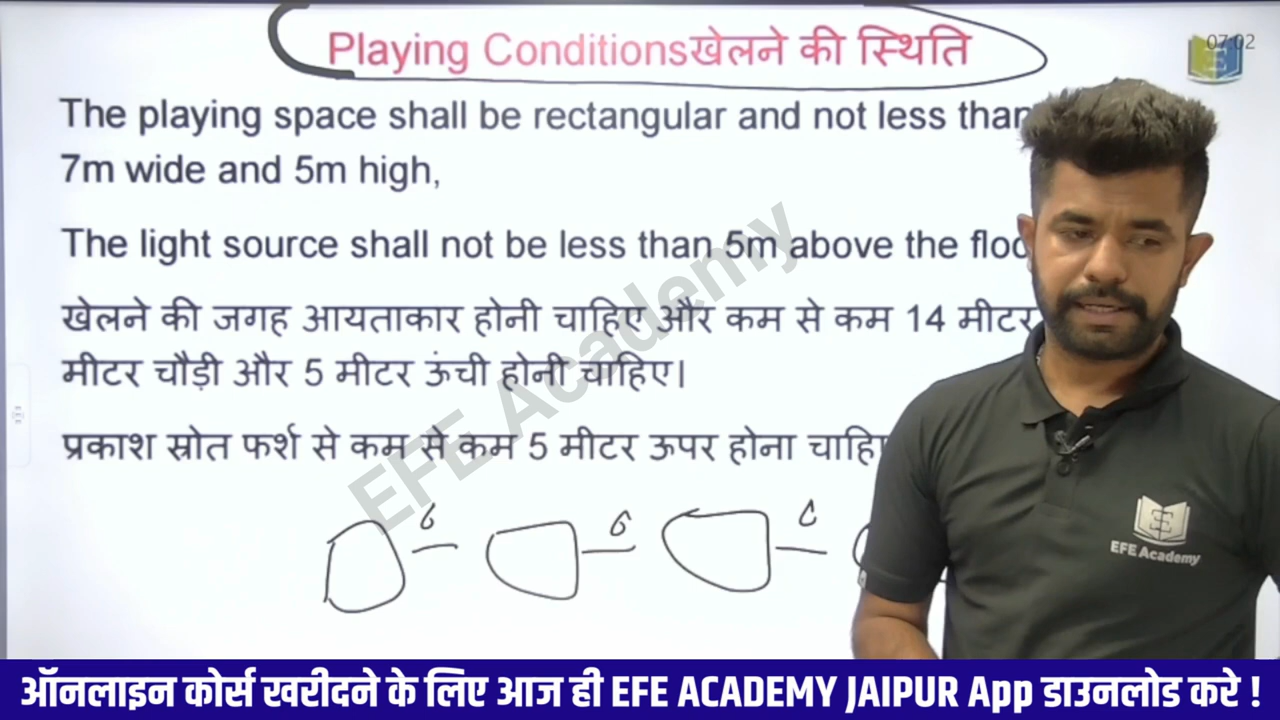 Playing Conditionsखेलने की स्थिति
07:02
The playing space shall be rectangular and not less than
7m wide and 5m high,
The light source shall not be less than 5m above the floo
खेलने की जगह आयताकार होनी चाहिए और कम से कम 14 मीटर
मीटर चौड़ी और 5 मीटर ऊंची होनी चाहिए।
प्रकाश स्रोत फर्श से कम से कम 5 मीटर ऊपर होना चाहि
EFE Academy
6 6
EFE Academy
ऑनलाइन कोर्स खरीदने के लिए आज ही EFE ACADEMY JAIPUR App डाउनलोड करे !